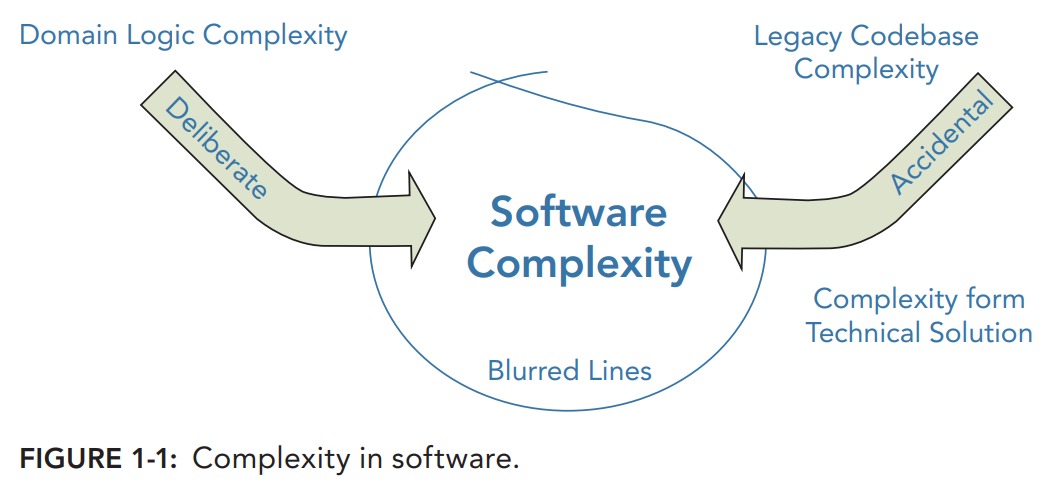 Domain Logic Complexity
Legacy Codebase
Complexity
Deliberate
Accidental
Software
Complexity
Complexity form
Technical Solution
Blurred Lines
FIGURE 1-1: Complexity in software.